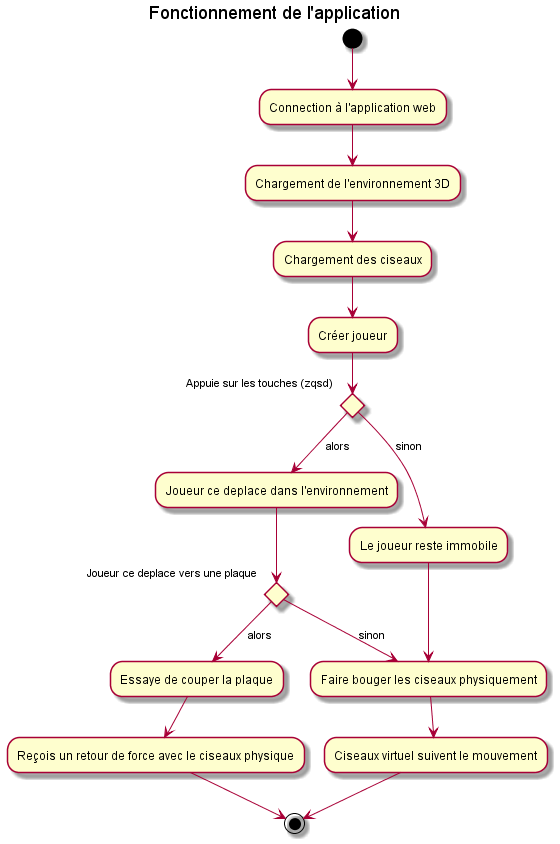 Fonctionnement de l'application
Connection à l'application web
Chargement de l'environnement 3D
Chargement des ciseaux
Créer joueur
Appuie sur les touches (zqsd)
alors
sinon
Joueur ce deplace dans l'environnement
Le joueur reste immobile
Joueur ce deplace vers une plaque
alors
sinon
Essaye de couper la plaque
Faire bouger les ciseaux physiquement
Reçois un retour de force avec le ciseaux physique
Ciseaux virtuel suivent le mouvement